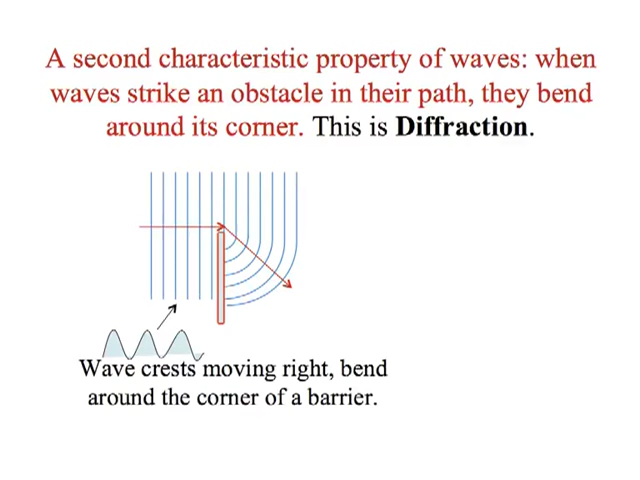 A second characteristic property of waves: when
waves strike an obstacle in their path, they bend
around its corner. This is Diffraction.
Wave crests moving right, bend
around the corner of a barrier.